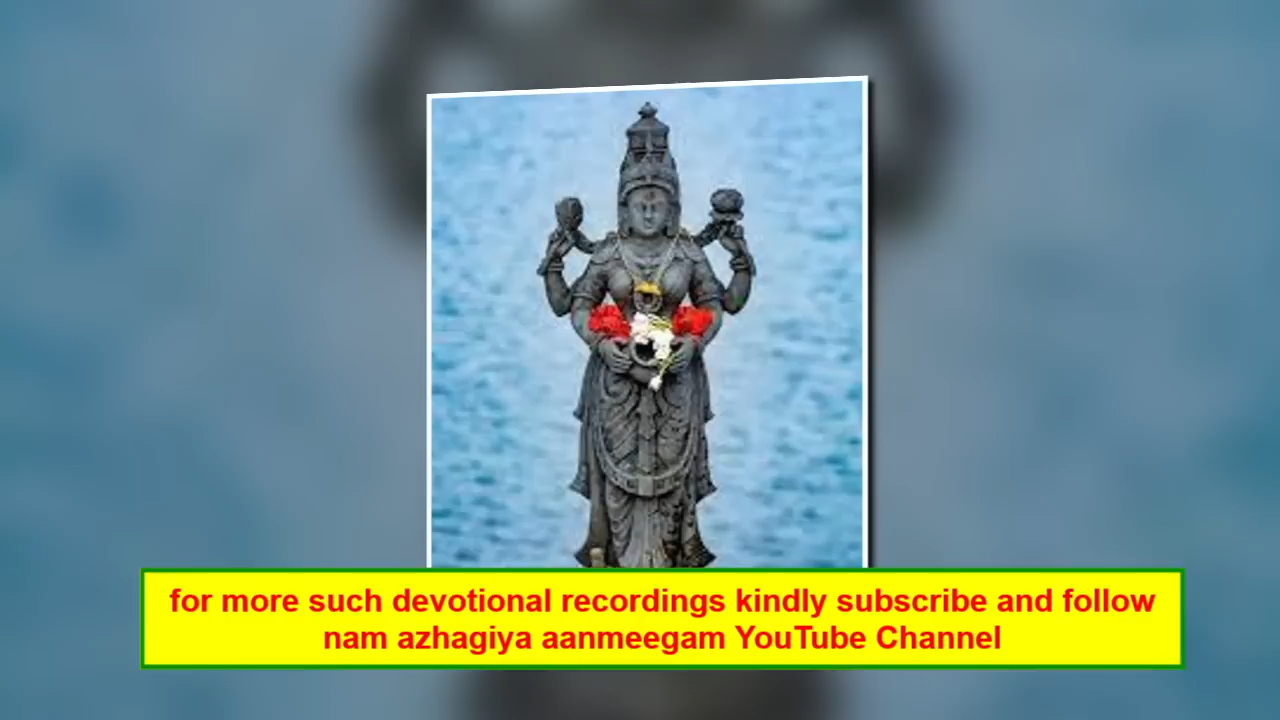 for more such devotional recordings kindly subscribe and follow
nam azhagiya aanmeegam YouTube Channel